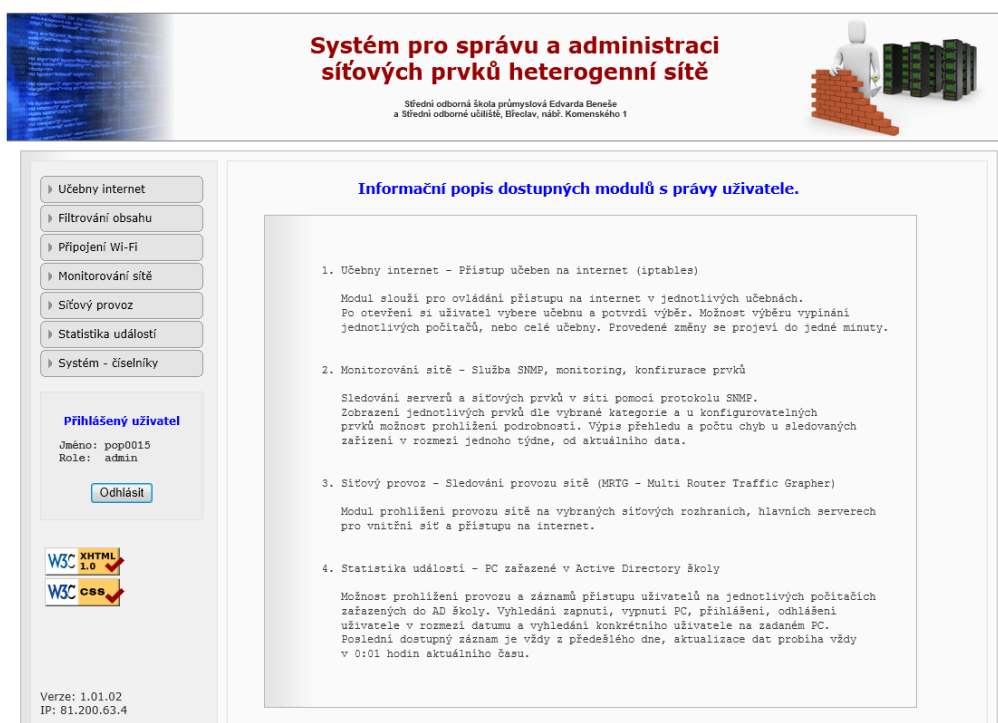 Systém pro správu a administraci
síťových prvků heterogenní sítě
Střední odborná škola průmyslová Edvarda Beneše
a Střední odborné učiliště, Břeclav, nábř. Komenského 1
Učebny internet
Filtrování obsahu
Připojení Wi-Fi
Monitorování sítě
Síťový provoz
Statistika událostí
Systém - číselníky
Přihlášený uživatel
Jméno: pop0015
Role: admin
Odhlásit
W3C XHTML 1.0
W3C css
Verze: 1.01.02
IP: 81.200.63.4
Informační popis dostupných modulů s právy uživatele.
1. Učebny internet - Přístup učeben na internet (iptables)
Modul slouží pro ovládání přístupu na internet v jednotlivých učebnách.
Po otevření si uživatel vybere učebnu a potvrdí výběr. Možnost výběru vypínání
jednotlivých počítačů, nebo celé učebny. Provedené změny se projeví do jedné minuty.
2. Monitorování sítě - Služba SNMP, monitoring, konfirurace prvků
Sledování serverů a síťových prvků v síti pomocí protokolu SNMP.
Zobrazení jednotlivých prvků dle vybrané kategorie a u konfigurovatelných
prvků možnost prohlížení podrobností. Výpis přehledu a počtu chyb u sledovaných
zařízení v rozmezí jednoho týdne, od aktuálního data.
3. Síťový provoz - Sledování provozu sítě (MRTG - Multi Router Traffic Grapher)
Modul prohlížení provozu sítě na vybraných síťových rozhraních, hlavních serverech
pro vnitřní síť a přístupu na internet.
4. Statistika událostí - PC zařazené v Active Directory školy
Možnost prohlížení provozu a záznamů přístupu uživatelů na jednotlivých počítačích
zařazených do AD školy. Vyhledání zapnutí, vypnutí PC, přihlášení, odhlášení
uživatele v rozmezí datumu a vyhledání konkrétního uživatele na zadaném PC.
Poslední dostupný záznam je vždy z předešlého dne, aktualizace dat probíhá vždy
v 0:01 hodin aktuálního času.